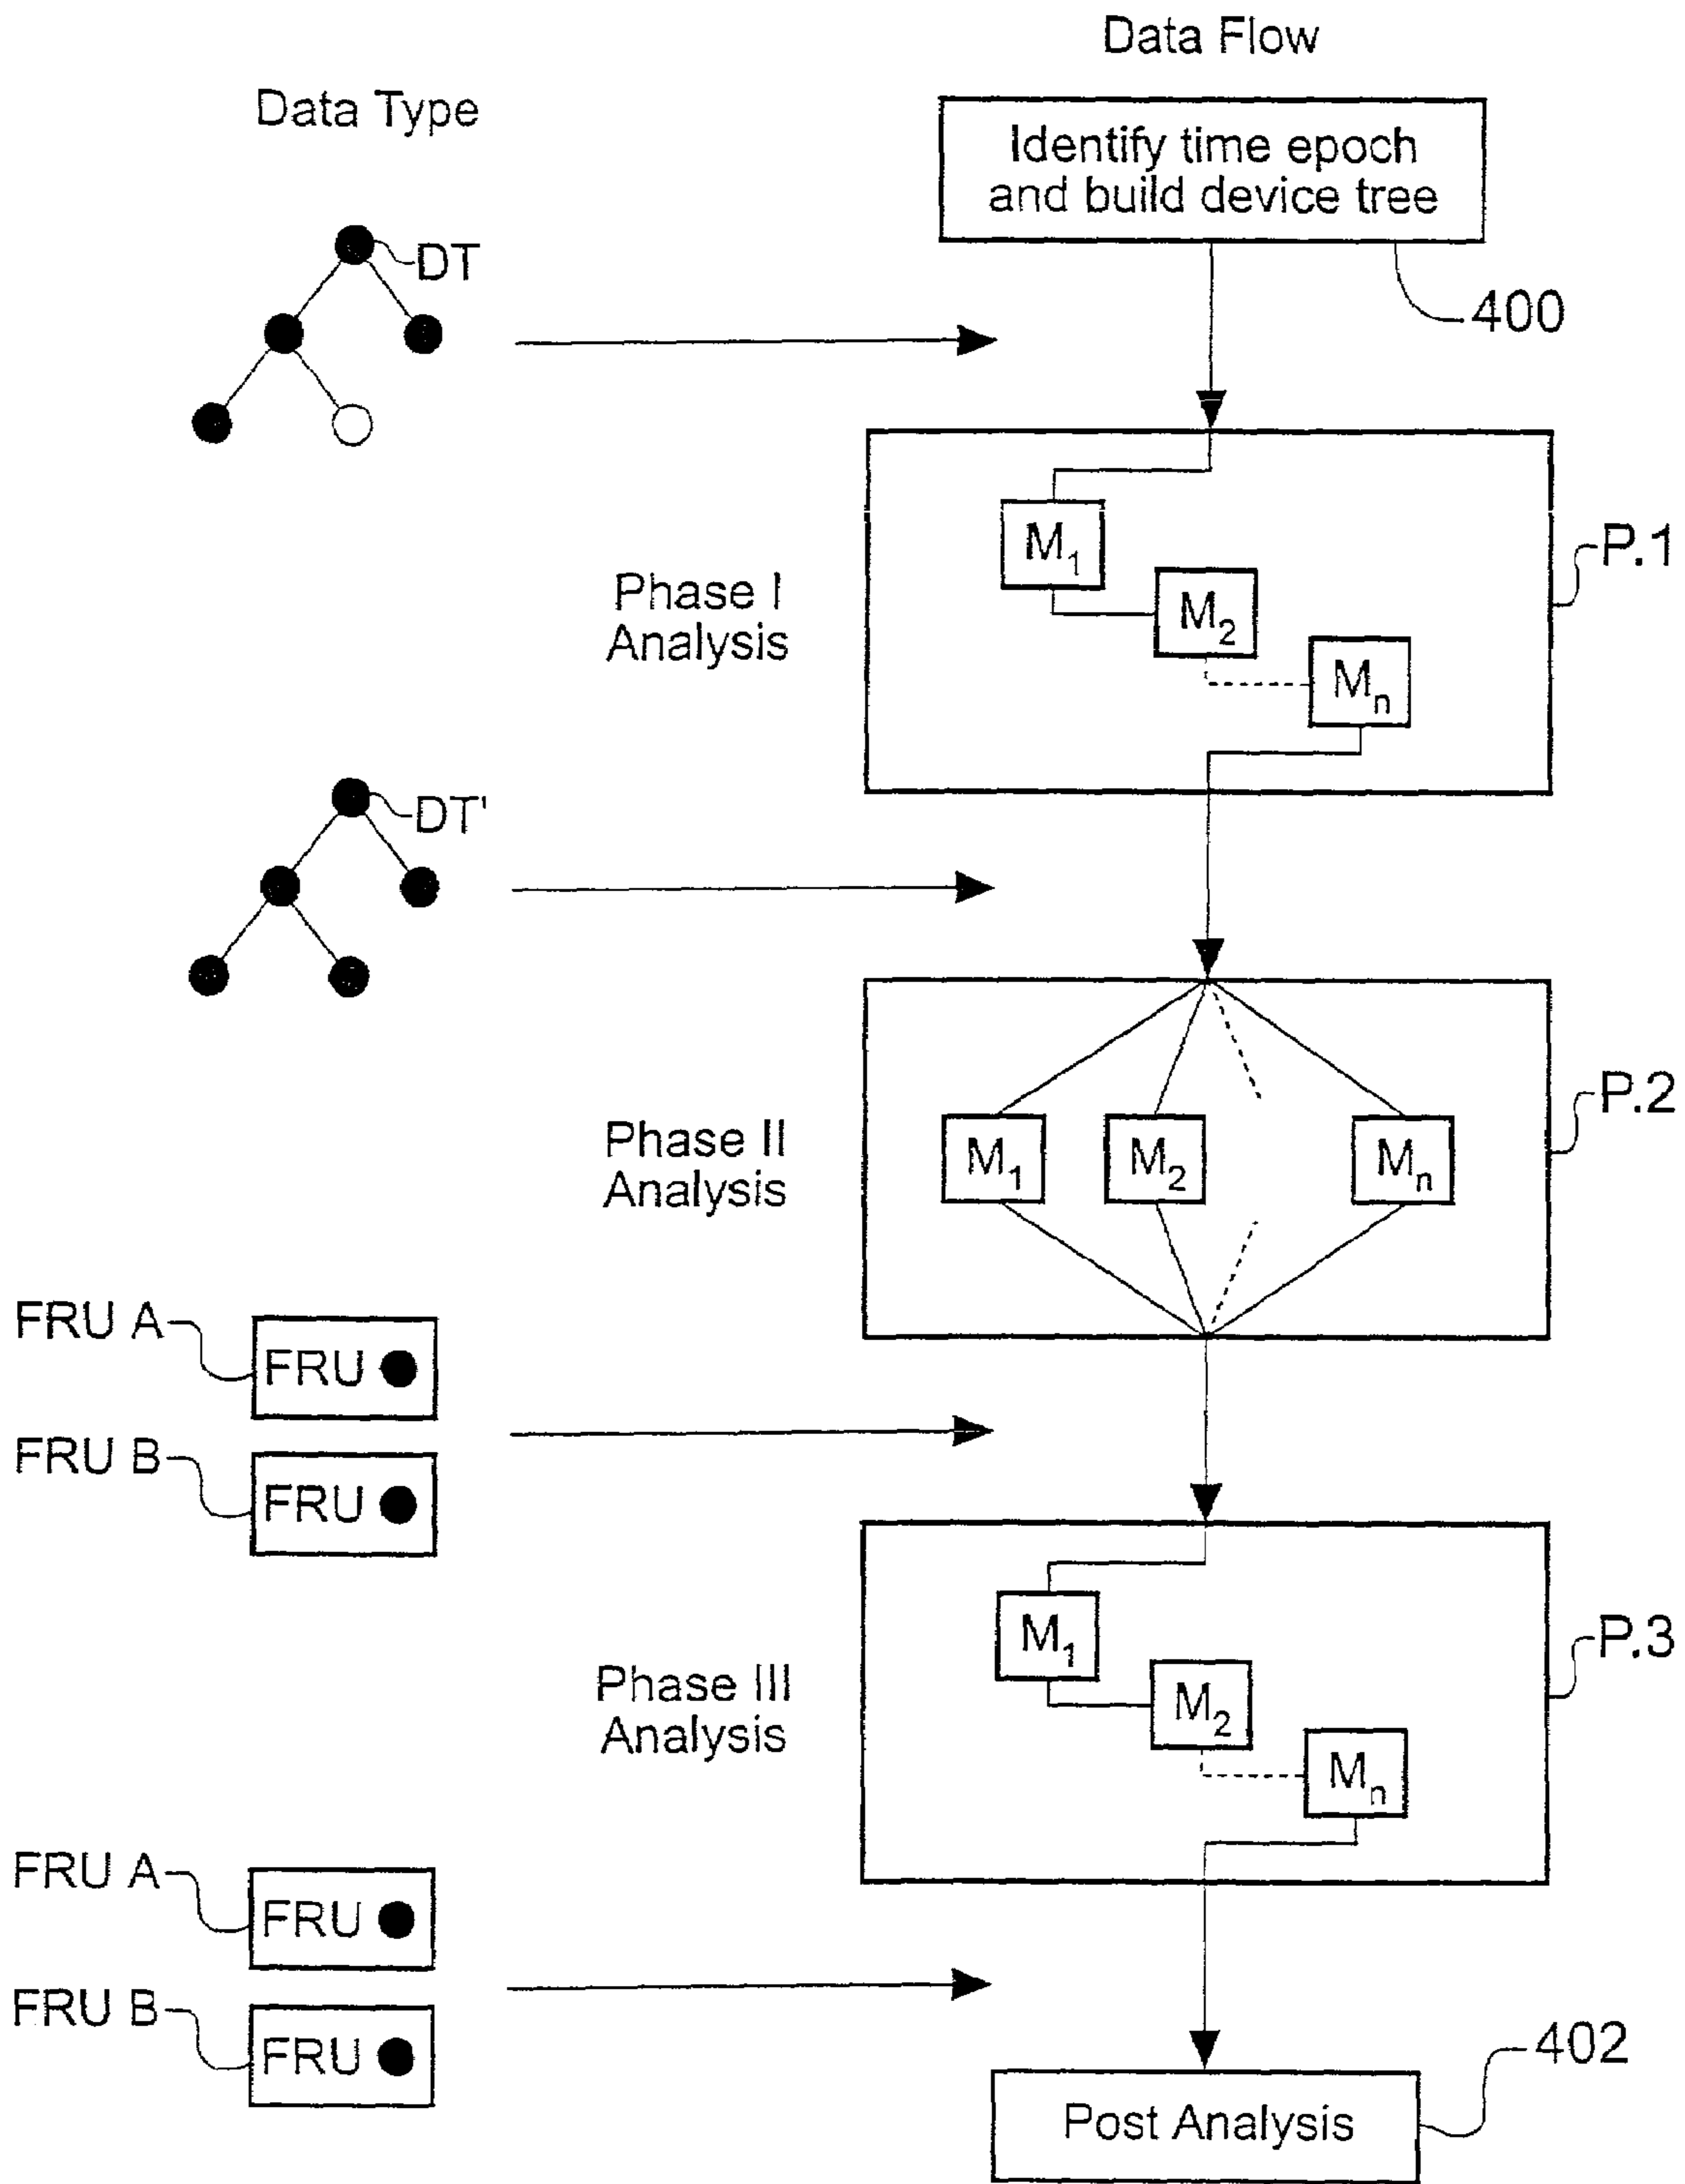 Data Flow
Data Type
Identify time epoch
and build device tree
DT
400
M1
P.1
Phase I
Analysis
M2
Mn
DT'
P.2
Phase II
Analysis
M1
M2
Mn
FRU A
FRU
FRU B
FRU
M1
P.3
Phase III
Analysis
M2
Mn
FRU A
FRU
FRU B
FRU
402
Post Analysis